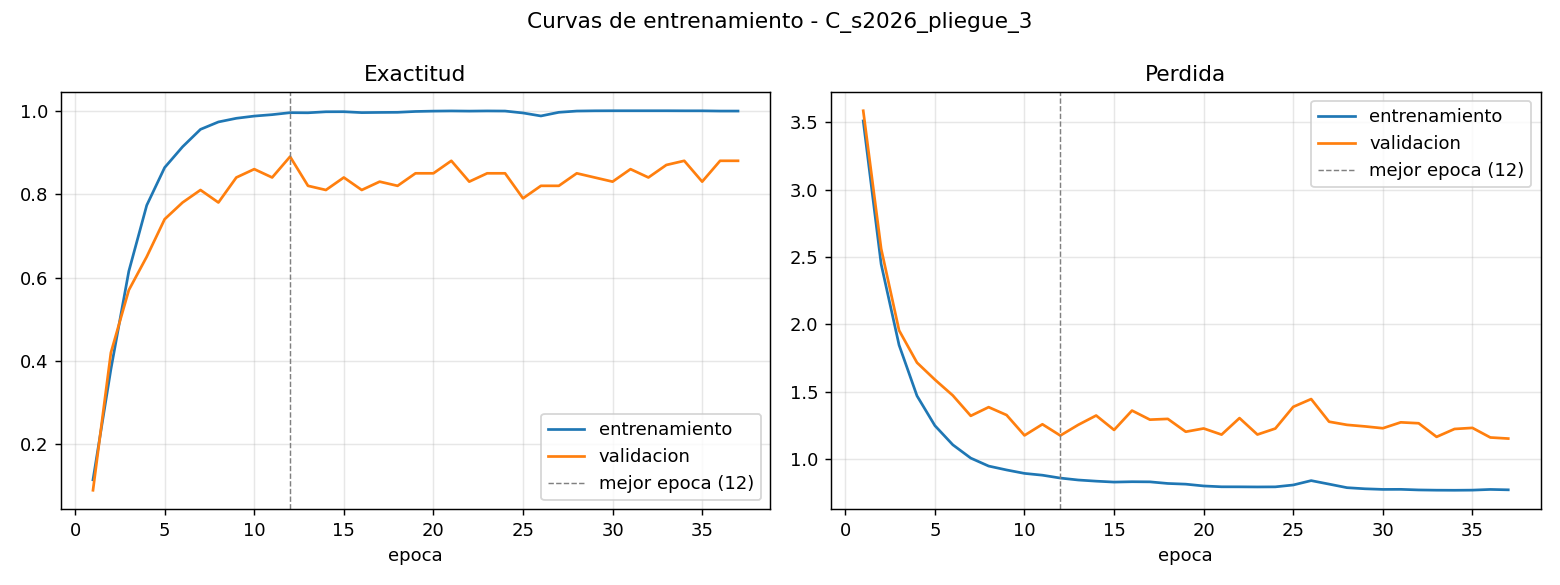 Curvas de entrenamiento - C_s2026_pliegue_3
Exactitud
1.0
0.8
0.6
0.4
0.2
0 5 10 15 20 25 30 35
epoca
entrenamiento
validacion
mejor epoca (12)
Perdida
3.5
3.0
2.5
2.0
1.5
1.0
0 5 10 15 20 25 30 35
epoca
entrenamiento
validacion
mejor epoca (12)